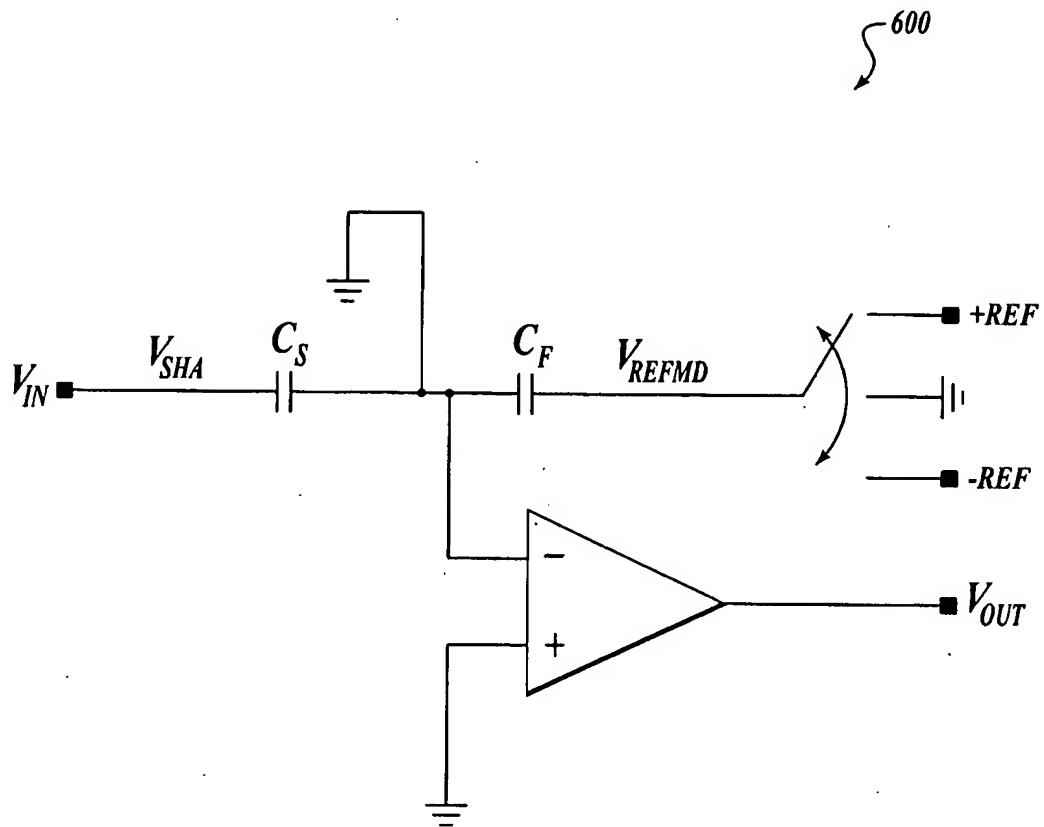 600
+REF
V_SHA
C_S
C_F
V_REFMD
V_IN
-REF
−
V_OUT
+